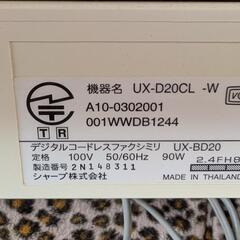 機器名 UX-D20CL -W
A10-0302001
001WWDB1244
T R
デジタルコードレスファクシミリ UX-BD20
定格 100V 50/60Hz 90W 2.4FH8
製造番号 2N148311 MADE IN THAILAND
シャープ株式会社